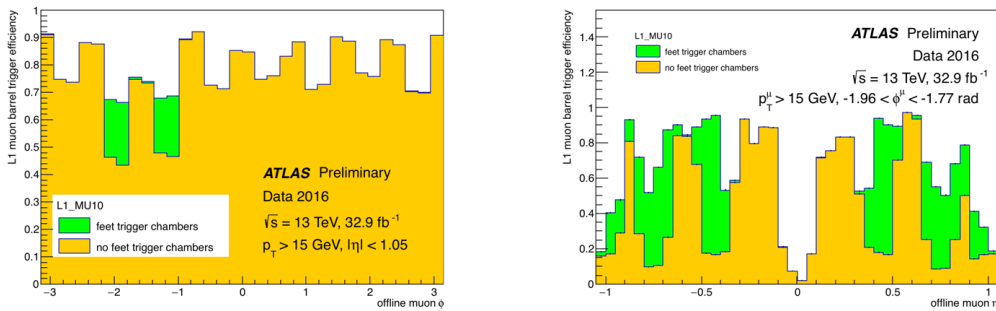 L1 muon barrel trigger efficiency
1
0.9
0.8
0.7
0.6
0.5
0.4
0.3
0.2
0.1
0
L1_MU10
feet trigger chambers
no feet trigger chambers
ATLAS Preliminary
Data 2016
√s = 13 TeV, 32.9 fb-1
pT > 15 GeV, |η| < 1.05
−3 −2 −1 0 1 2 3
offline muon ϕ
L1 muon barrel trigger efficiency
1.4
1.2
1
0.8
0.6
0.4
0.2
0
L1_MU10
feet trigger chambers
no feet trigger chambers
ATLAS Preliminary
Data 2016
√s = 13 TeV, 32.9 fb-1
pTμ > 15 GeV, -1.96 < ϕμ < -1.77 rad
−1 −0.5 0 0.5 1
offline muon η